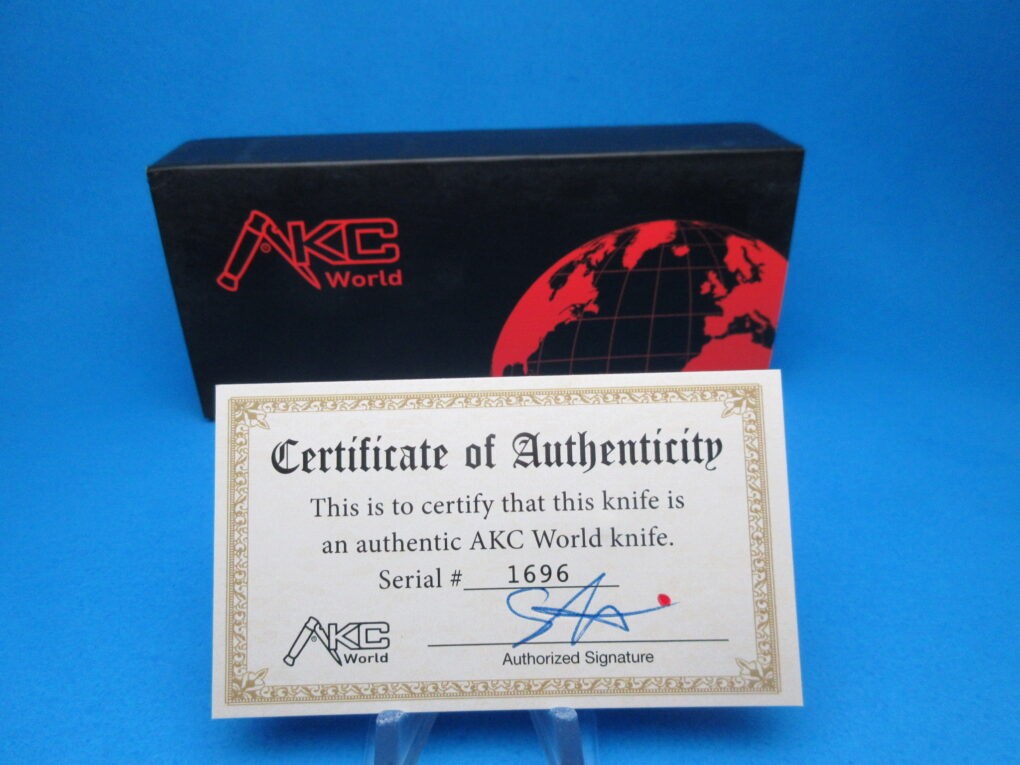 AKC®
World
Certificate of Authenticity
This is to certify that this knife is
an authentic AKC World knife.
Serial # 1696
AKC
World
Authorized Signature